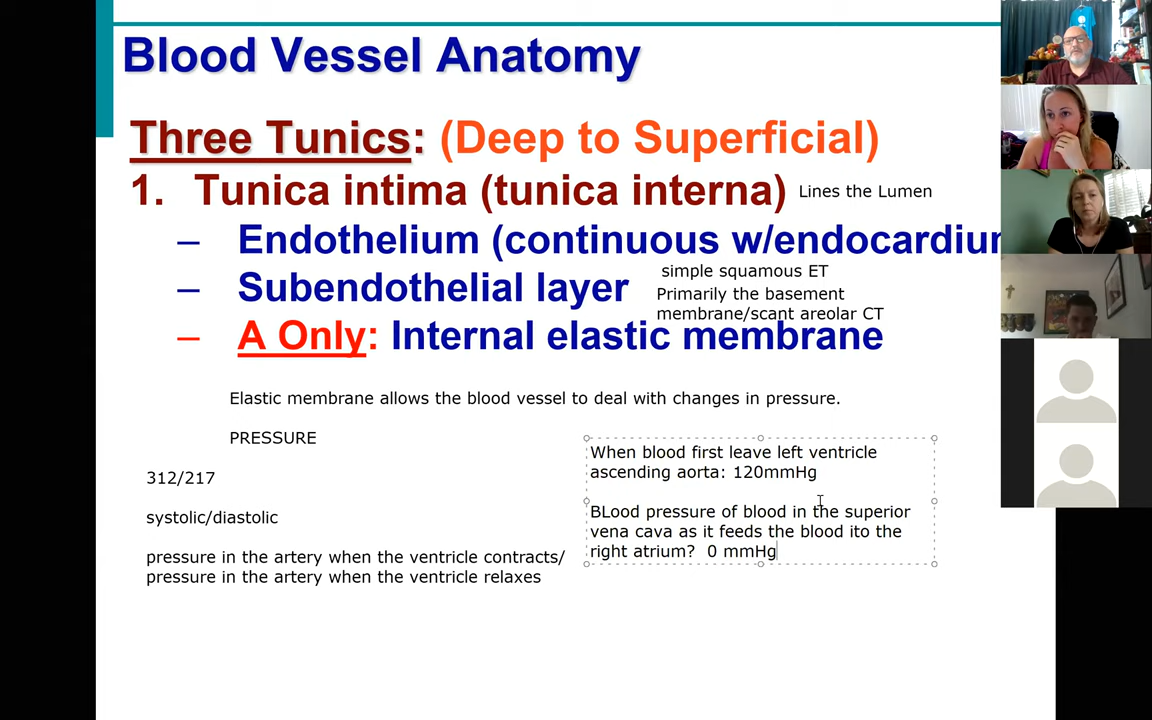 Blood Vessel Anatomy
Three Tunics: (Deep to Superficial)
1. Tunica intima (tunica interna) Lines the Lumen
– Endothelium (continuous w/endocardium
simple squamous ET
– Subendothelial layer
Primarily the basement
membrane/scant areolar CT
– A Only: Internal elastic membrane
Elastic membrane allows the blood vessel to deal with changes in pressure.
PRESSURE
312/217
systolic/diastolic
pressure in the artery when the ventricle contracts/
pressure in the artery when the ventricle relaxes
When blood first leave left ventricle
ascending aorta: 120mmHg
BLood pressure of blood in the superior
vena cava as it feeds the blood ito the
right atrium? 0 mmHg